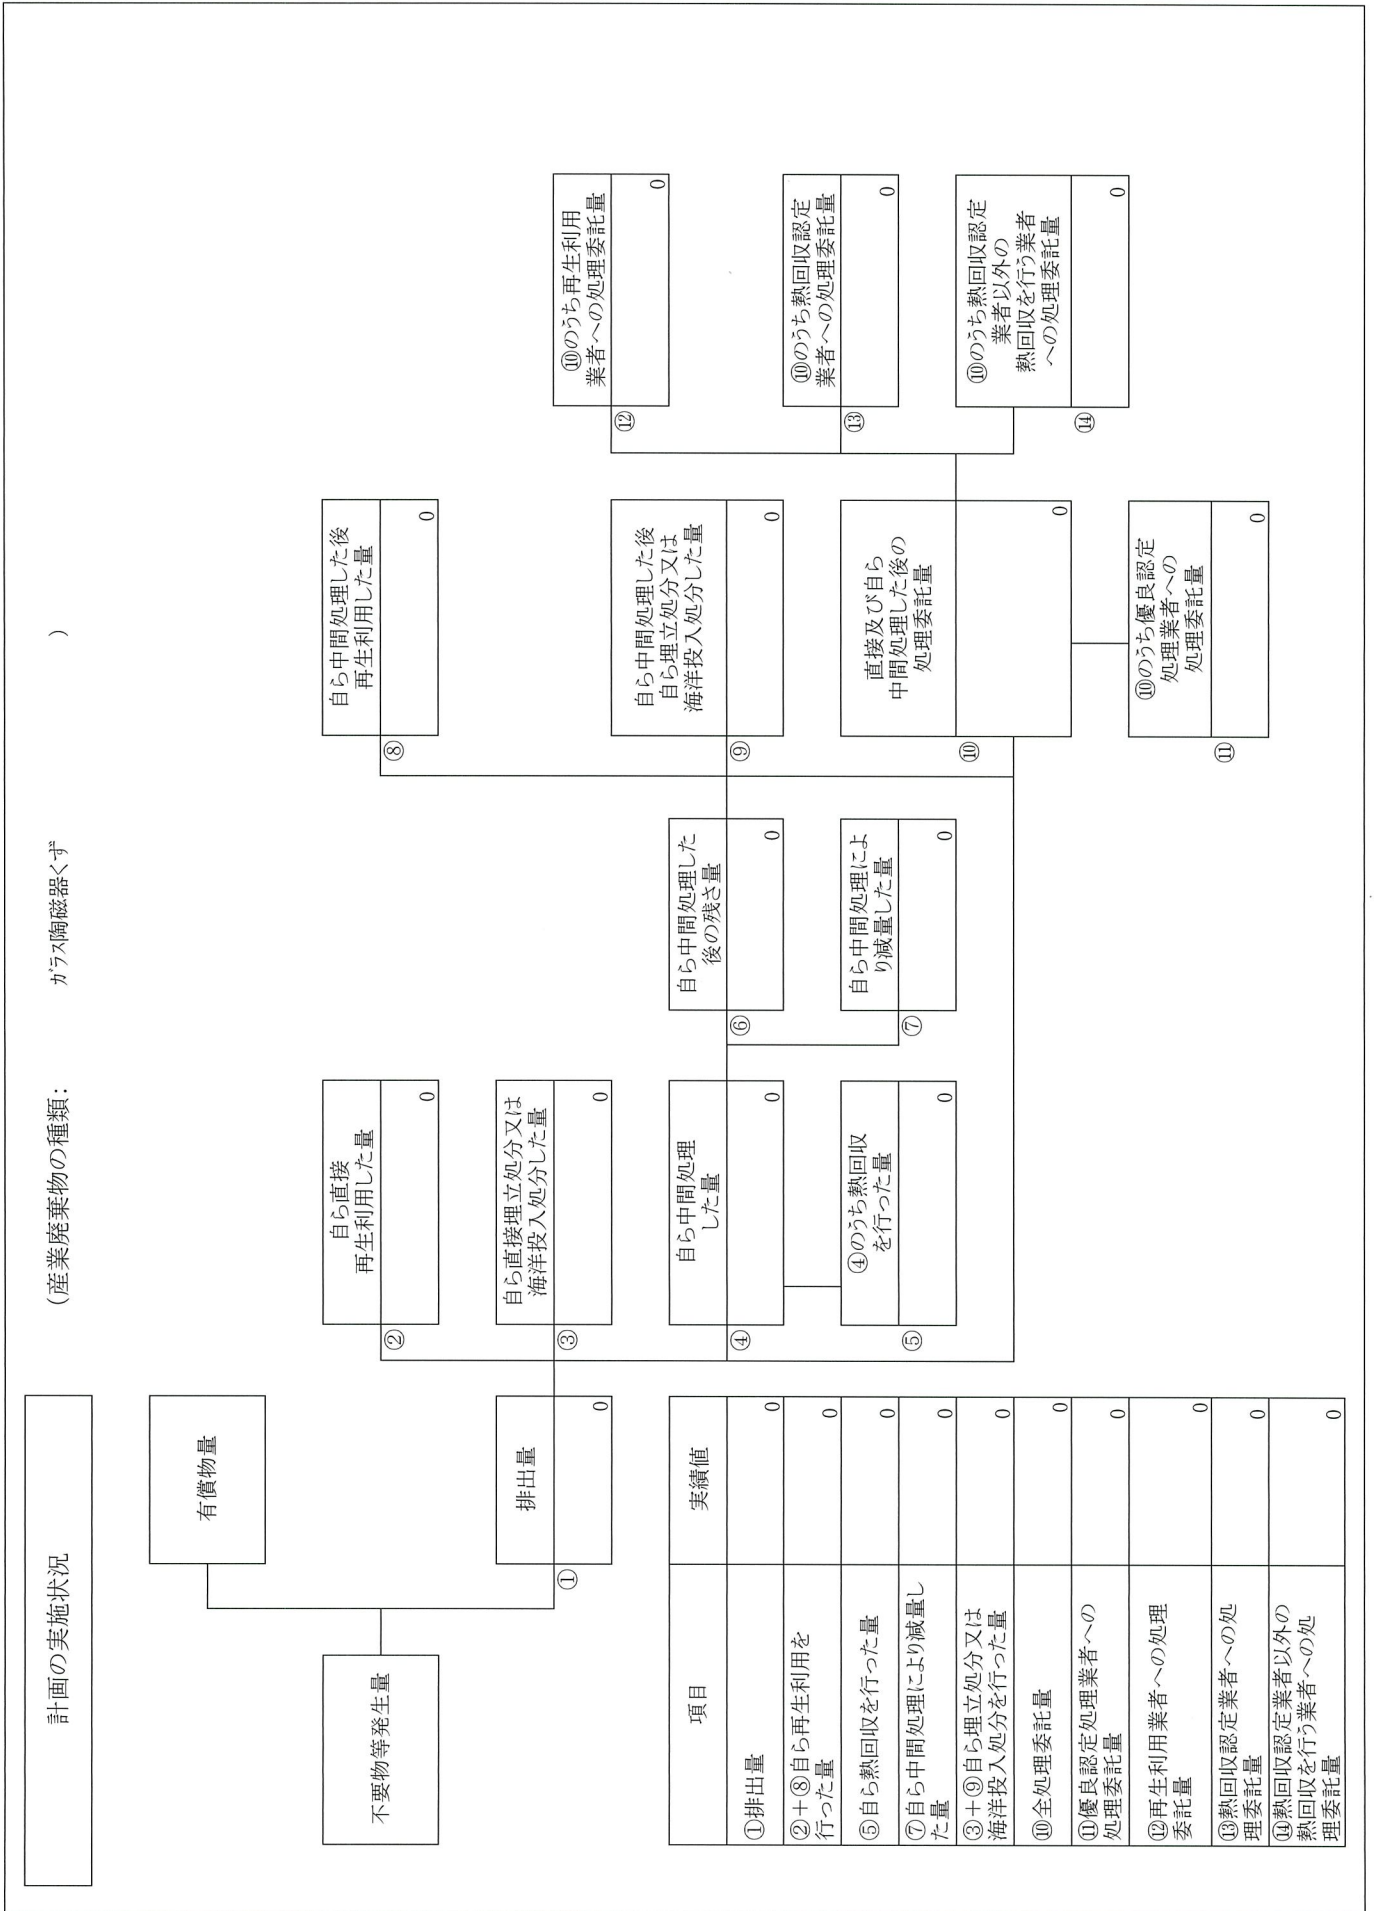 計画の実施状況
(産業廃棄物の種類: ガラス陶磁器くず )
不要物等発生量
有償物量
①
排出量
0
②
自ら直接
再生利用した量
0
③
自ら直接埋立処分又は
海洋投入処分した量
0
④
自ら中間処理
した量
0
⑤
④のうち熱回収
を行った量
0
⑥
自ら中間処理した
後の残さ量
0
⑦
自ら中間処理によ
り減量した量
0
⑧
自ら中間処理した後
再生利用した量
0
⑨
自ら中間処理した後
自ら埋立処分又は
海洋投入処分した量
0
⑩
直接及び自ら
中間処理した後の
処理委託量
0
⑪
⑩のうち優良認定
処理業者への
処理委託量
0
⑫
⑩のうち再生利用
業者への処理委託量
0
⑬
⑩のうち熱回収認定
業者への処理委託量
0
⑭
⑩のうち熱回収認定
業者以外の
熱回収を行う業者
への処理委託量
0
項目 実績値
①排出量 0
②+⑧自ら再生利用を
行った量 0
⑤自ら熱回収を行った量 0
⑦自ら中間処理により減量し
た量 0
③+⑨自ら埋立処分又は
海洋投入処分を行った量 0
⑩全処理委託量 0
⑪優良認定処理業者への
処理委託量 0
⑫再生利用業者への処理
委託量 0
⑬熱回収認定業者への処
理委託量 0
⑭熱回収認定業者以外の
熱回収を行う業者への処
理委託量 0